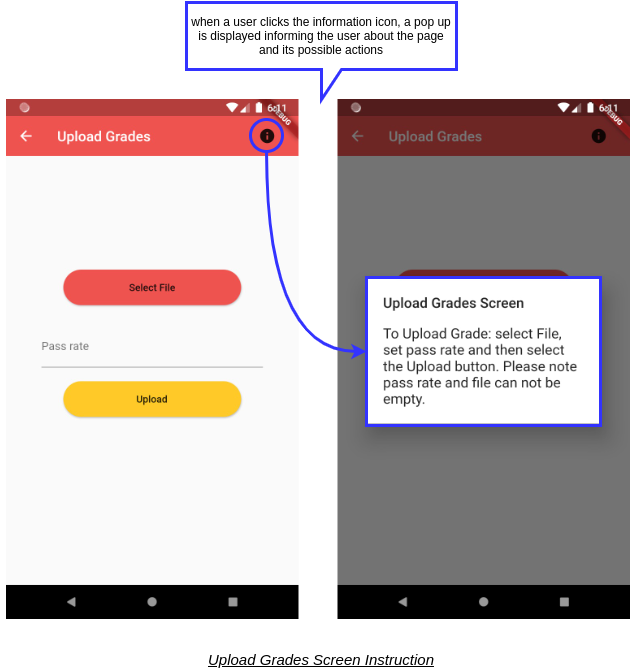 when a user clicks the information icon, a pop up
is displayed informing the user about the page
and its possible actions
6:11
DEBUG
Upload Grades
Select File
Pass rate
Upload
6:11
DEBUG
Upload Grades
Upload Grades Screen
To Upload Grade: select File,
set pass rate and then select
the Upload button. Please note
pass rate and file can not be
empty.
Upload Grades Screen Instruction